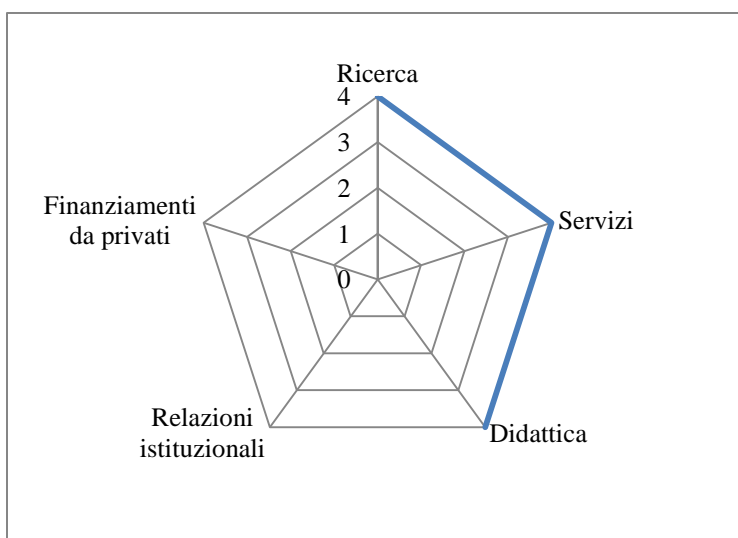 Ricerca
4
3
2
1
0
Servizi
Didattica
Relazioni
istituzionali
Finanziamenti
da privati